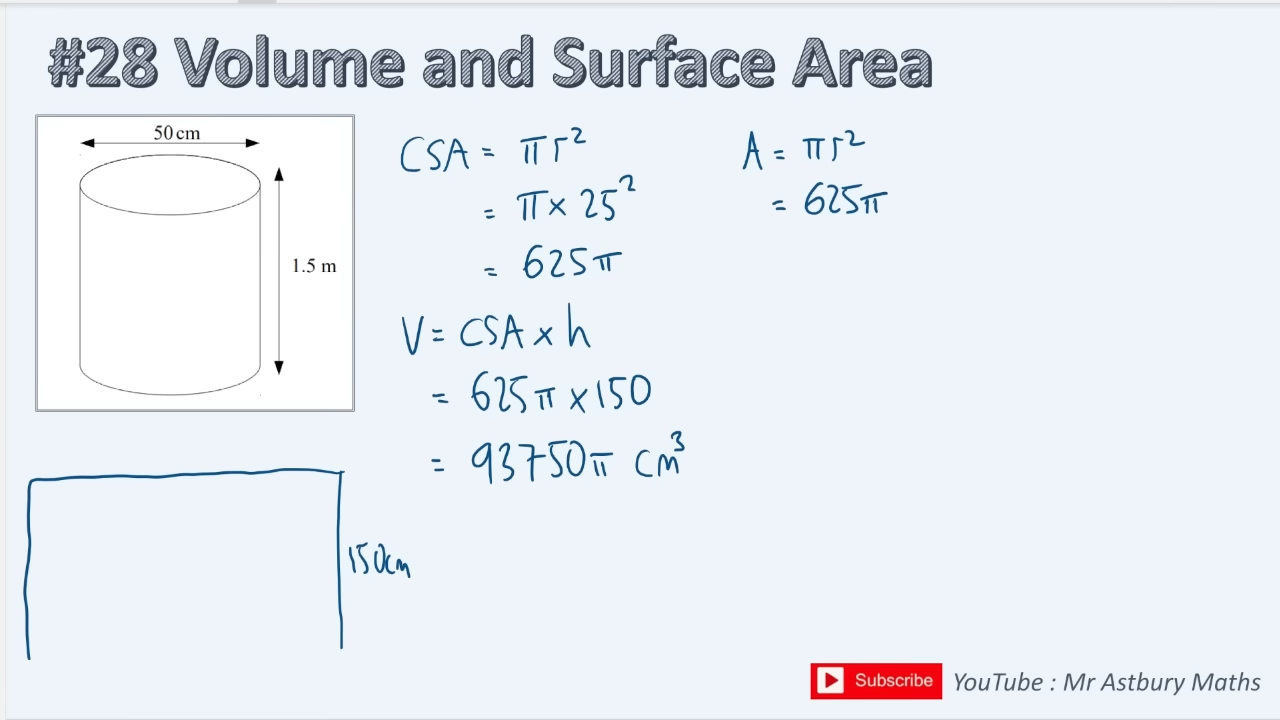 #28 Volume and Surface Area
50 cm
1.5 m
CSA = πr²
= π × 25²
= 625π
V = CSA × h
= 625π × 150
= 93750π cm³
A = πr²
= 625π
150cm
Subscribe
YouTube : Mr Astbury Maths